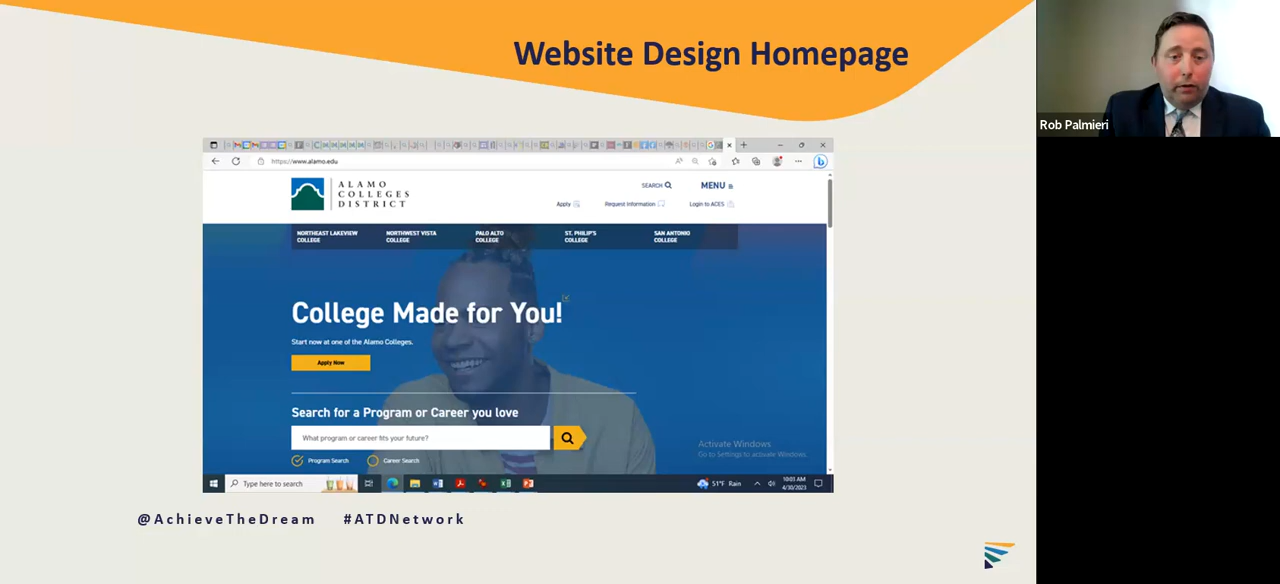 Website Design Homepage
Rob Palmieri
https://www.alamo.edu
ALAMO
COLLEGES
DISTRICT
SEARCH
MENU
Apply
Request Information
Login to ACES
NORTHEAST LAKEVIEW
COLLEGE
NORTHWEST VISTA
COLLEGE
PALO ALTO
COLLEGE
ST. PHILIP'S
COLLEGE
SAN ANTONIO
COLLEGE
College Made for You!
Start now at one of the Alamo Colleges.
Apply Now
Search for a Program or Career you love
What program or career fits your future?
Program Search
Career Search
Activate Windows
Go to Settings to activate Windows.
Type here to search
51°F Rain
10:03 AM
4/30/2023
@AchieveTheDream #ATDNetwork